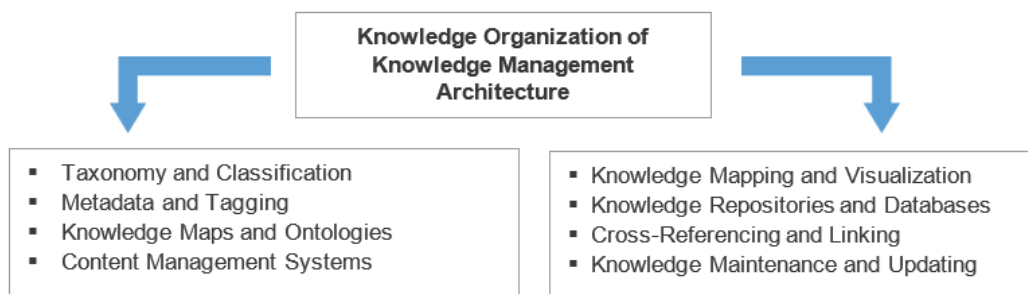 Knowledge Organization of
Knowledge Management
Architecture
▪ Taxonomy and Classification
▪ Metadata and Tagging
▪ Knowledge Maps and Ontologies
▪ Content Management Systems
▪ Knowledge Mapping and Visualization
▪ Knowledge Repositories and Databases
▪ Cross-Referencing and Linking
▪ Knowledge Maintenance and Updating